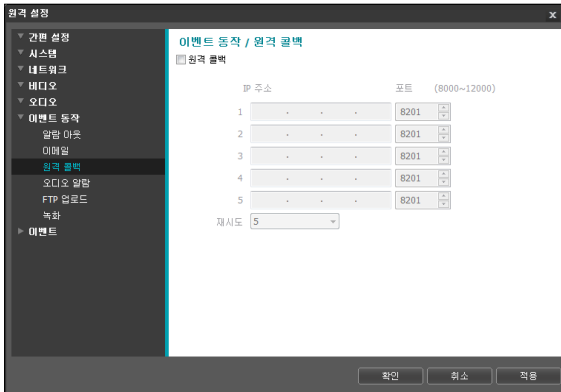 원격 설정
x
간편 설정
시스템
네트워크
비디오
오디오
이벤트 동작
알람 아웃
이메일
원격 콜백
오디오 알람
FTP 업로드
녹화
이벤트
이벤트 동작 / 원격 콜백
원격 콜백
IP 주소 포트 (8000~12000)
1 . . . 8201
2 . . . 8201
3 . . . 8201
4 . . . 8201
5 . . . 8201
재시도 5
확인 취소 적용